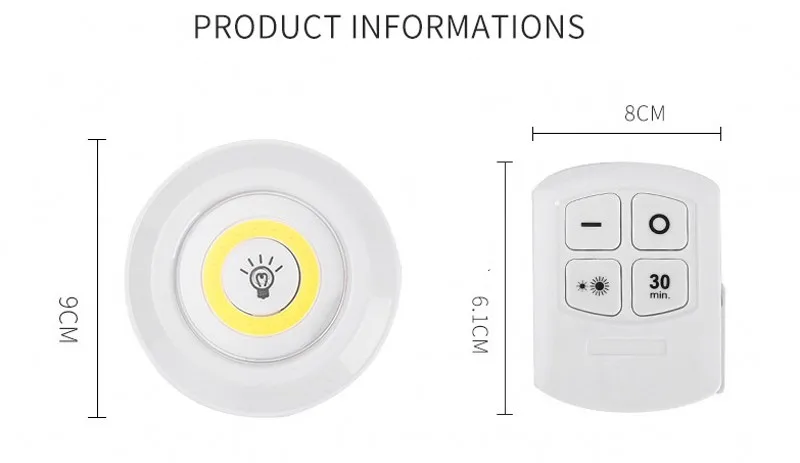 PRODUCT INFORMATIONS
8CM
9CM
6.1CM
30
min.